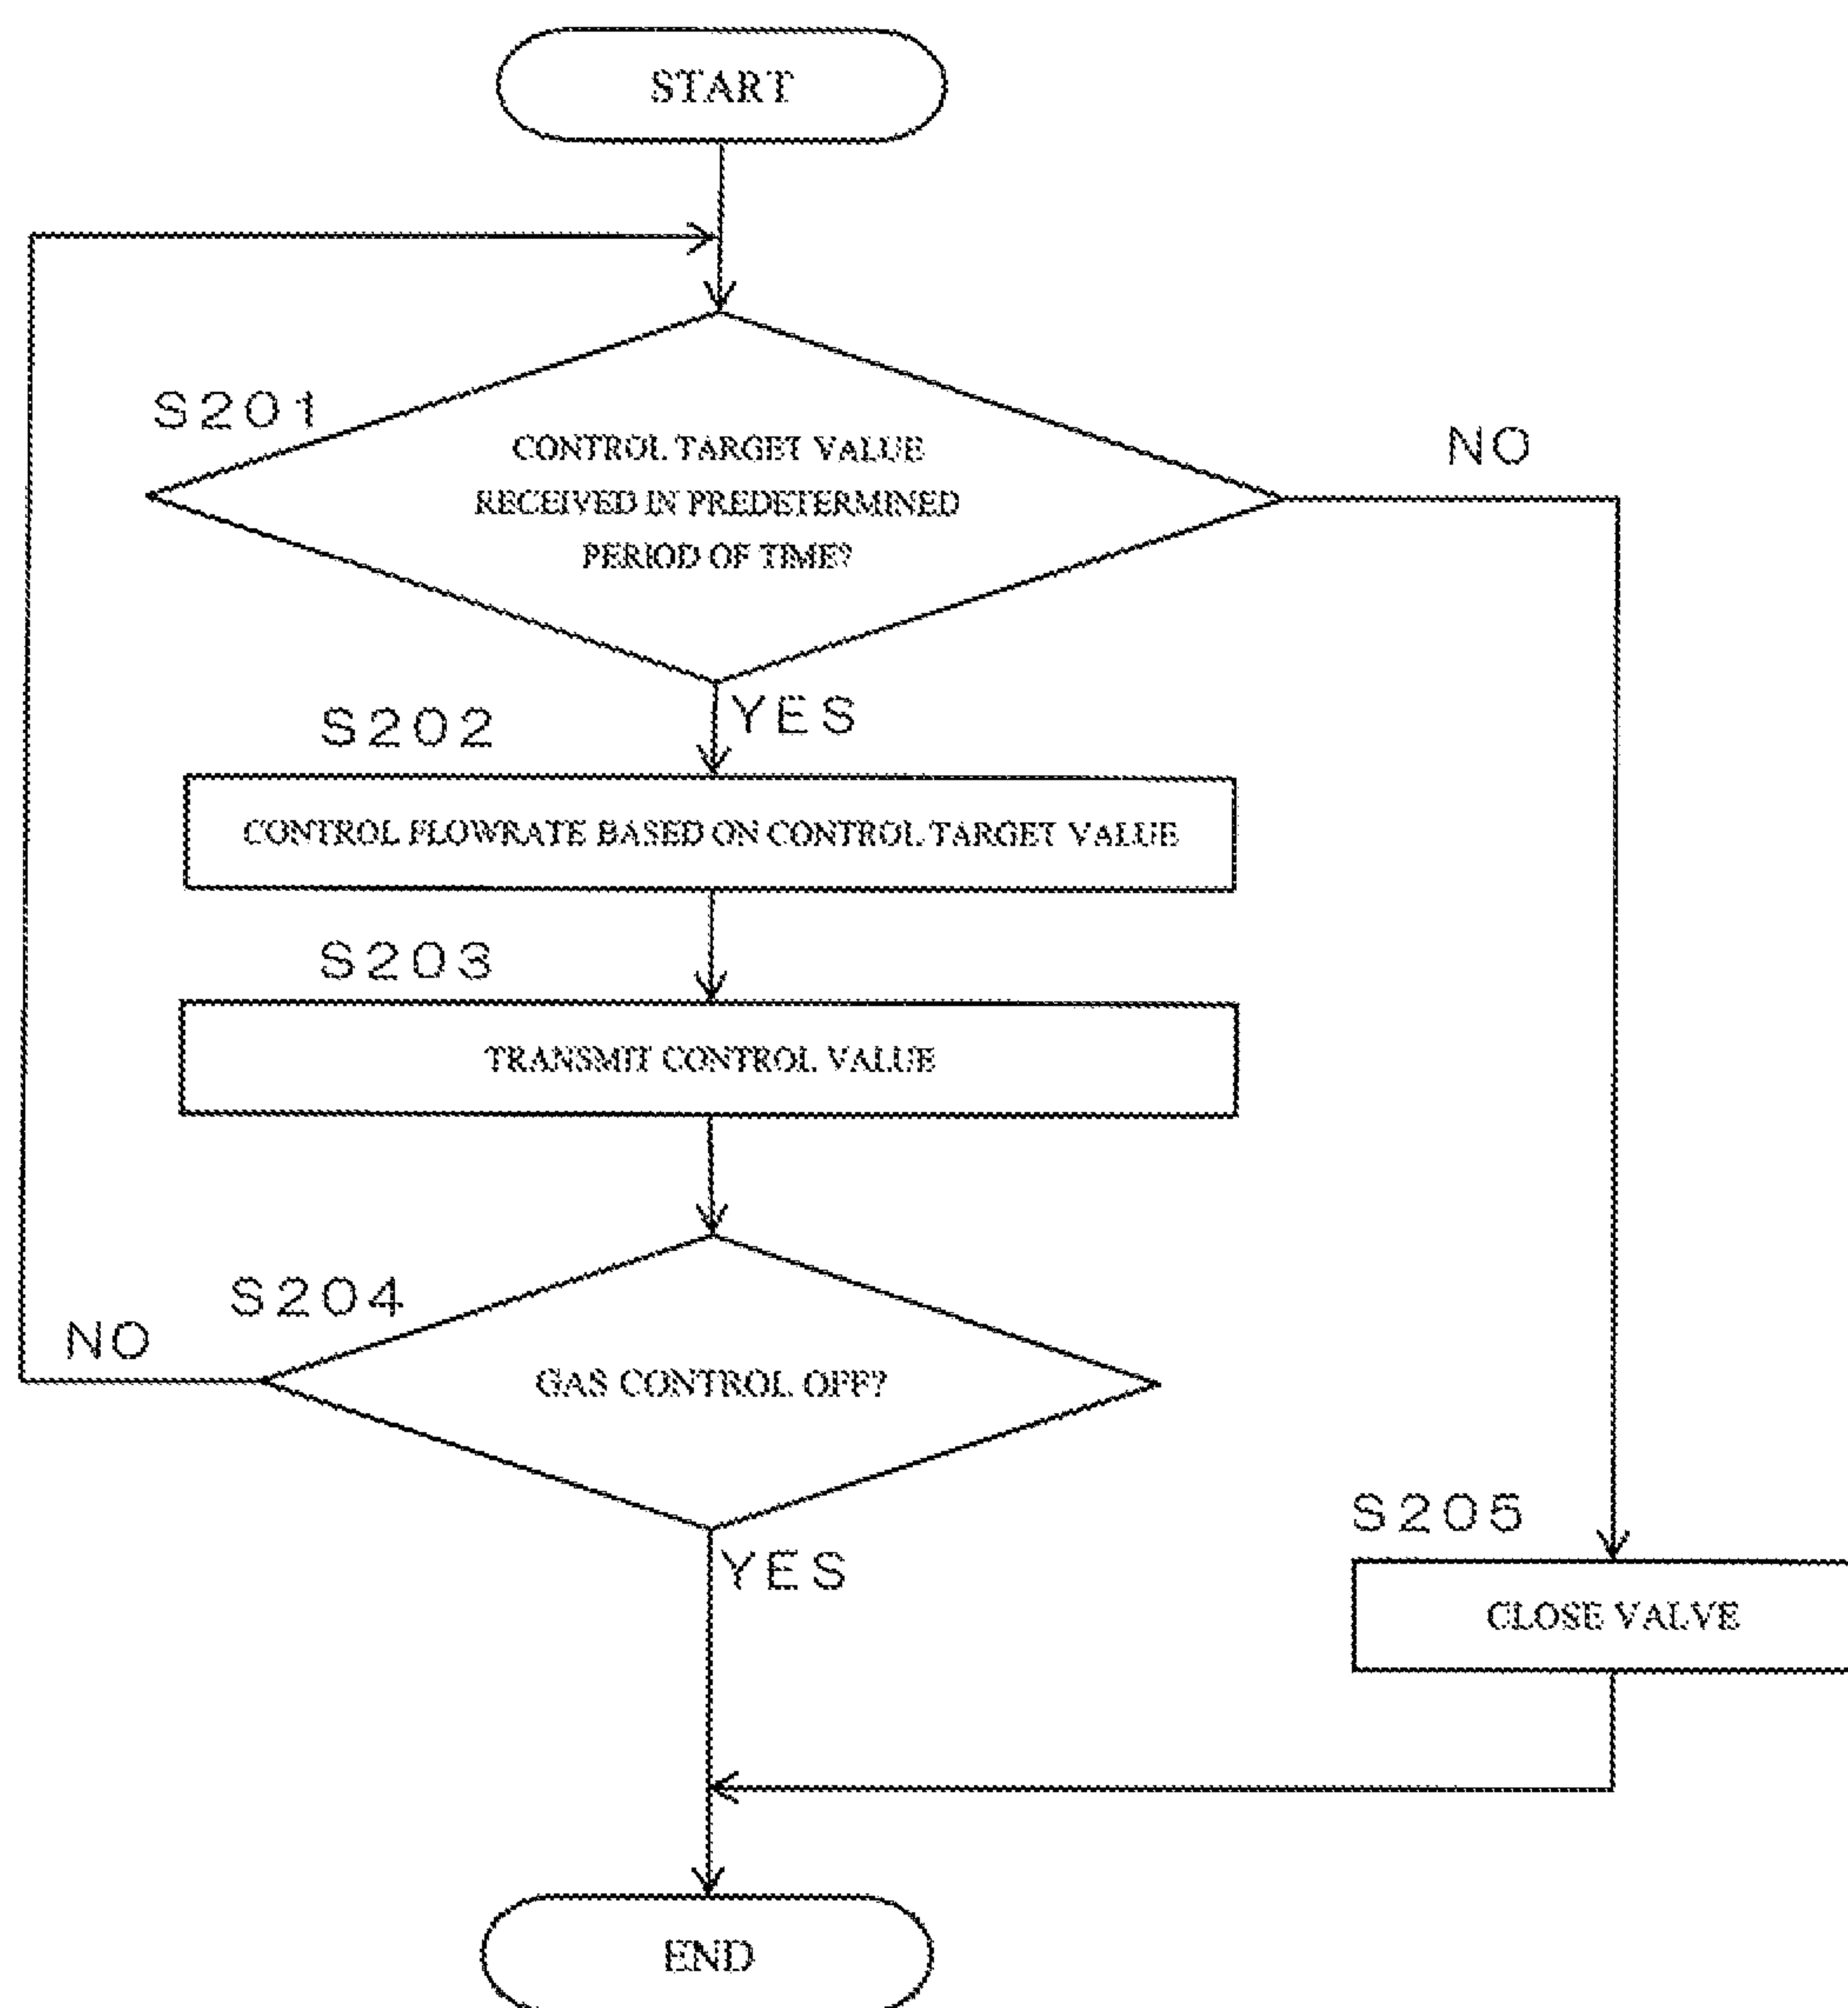 START
S201
CONTROL TARGET VALUE
RECEIVED IN PREDETERMINED
PERIOD OF TIME?
NO
YES
S202
CONTROL FLOWRATE BASED ON CONTROL TARGET VALUE
S203
TRANSMIT CONTROL VALUE
S204
NO
GAS CONTROL OFF?
YES
S205
CLOSE VALVE
END